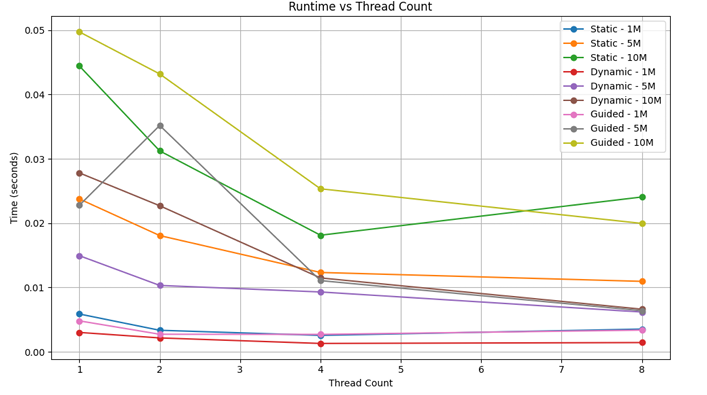 Runtime vs Thread Count
Static - 1M
Static - 5M
Static - 10M
Dynamic - 1M
Dynamic - 5M
Dynamic - 10M
Guided - 1M
Guided - 5M
Guided - 10M
Time (seconds)
0.05
0.04
0.03
0.02
0.01
0.00
1 2 3 4 5 6 7 8
Thread Count